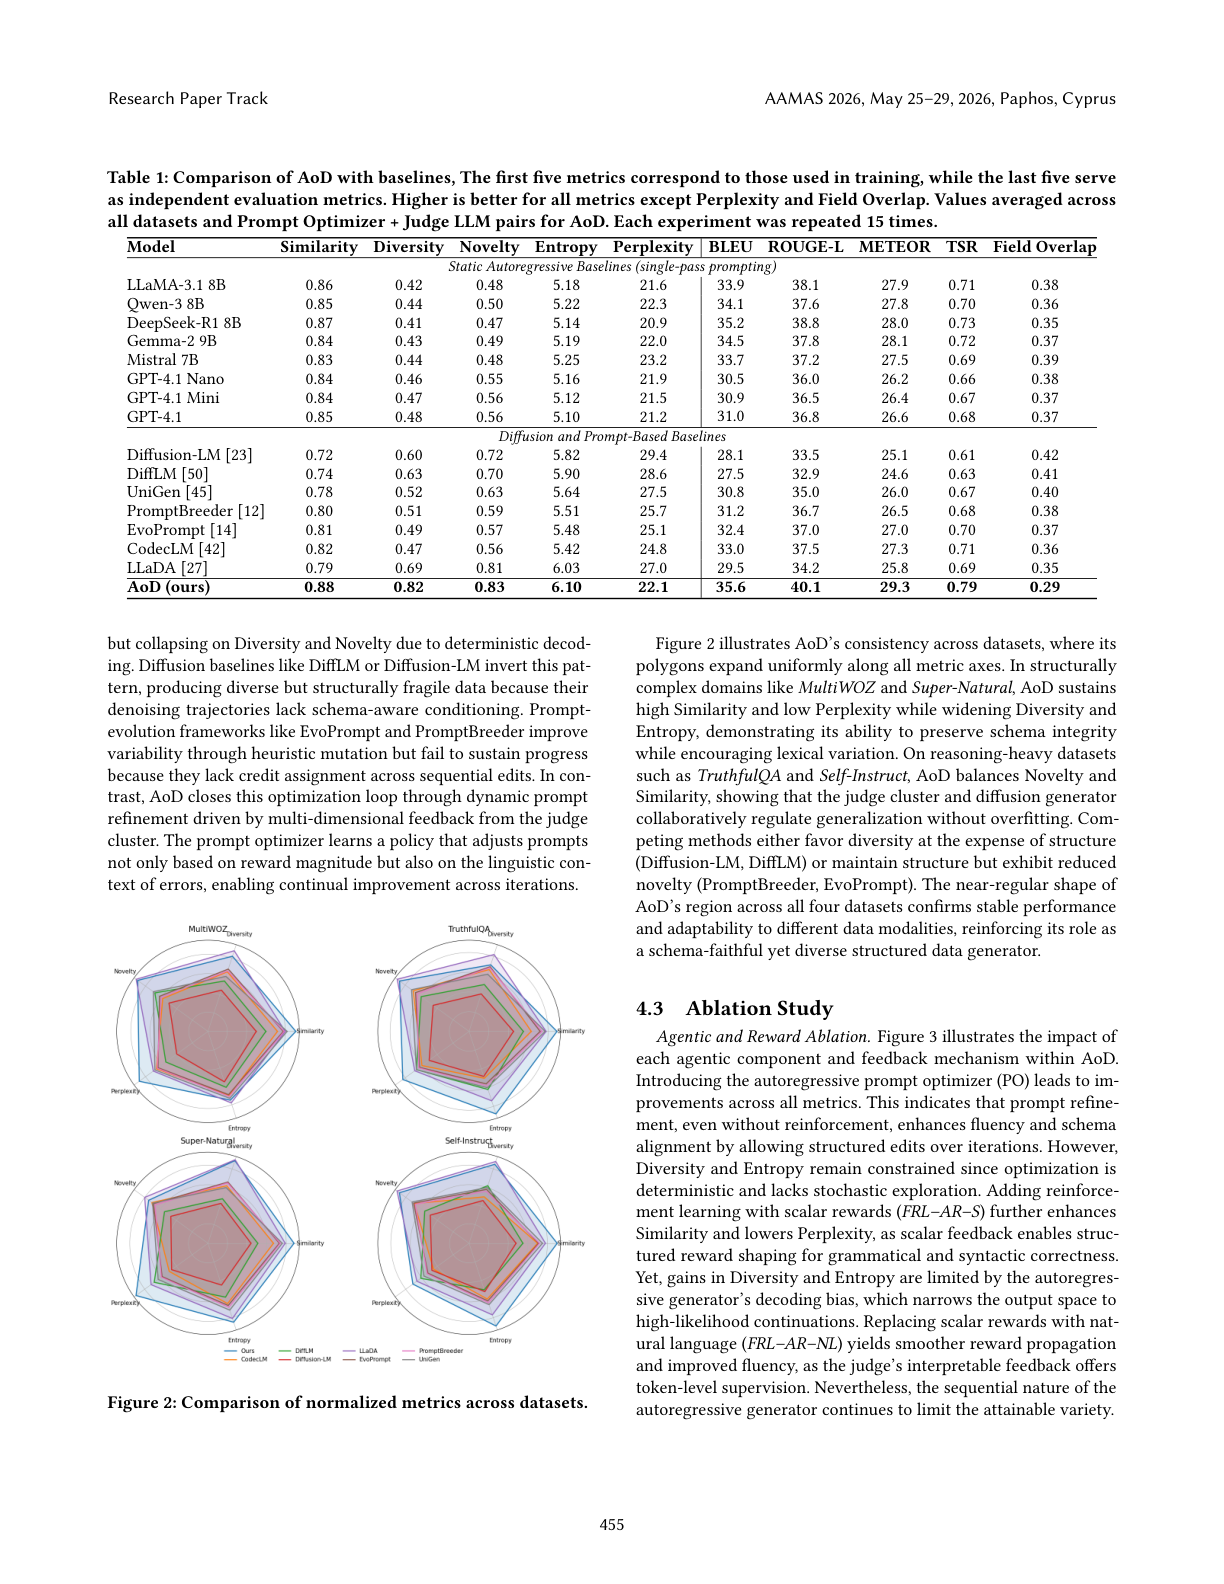 Research Paper Track
AAMAS 2026, May 25–29, 2026, Paphos, Cyprus
Table 1: Comparison of AoD with baselines, The first five metrics correspond to those used in training, while the last five serve
as independent evaluation metrics. Higher is better for all metrics except Perplexity and Field Overlap. Values averaged across
all datasets and Prompt Optimizer + Judge LLM pairs for AoD. Each experiment was repeated 15 times.
Model Similarity Diversity Novelty Entropy Perplexity BLEU ROUGE-L METEOR TSR Field Overlap
Static Autoregressive Baselines (single-pass prompting)
LLaMA-3.1 8B 0.86 0.42 0.48 5.18 21.6 33.9 38.1 27.9 0.71 0.38
Qwen-3 8B 0.85 0.44 0.50 5.22 22.3 34.1 37.6 27.8 0.70 0.36
DeepSeek-R1 8B 0.87 0.41 0.47 5.14 20.9 35.2 38.8 28.0 0.73 0.35
Gemma-2 9B 0.84 0.43 0.49 5.19 22.0 34.5 37.8 28.1 0.72 0.37
Mistral 7B 0.83 0.44 0.48 5.25 23.2 33.7 37.2 27.5 0.69 0.39
GPT-4.1 Nano 0.84 0.46 0.55 5.16 21.9 30.5 36.0 26.2 0.66 0.38
GPT-4.1 Mini 0.84 0.47 0.56 5.12 21.5 30.9 36.5 26.4 0.67 0.37
GPT-4.1 0.85 0.48 0.56 5.10 21.2 31.0 36.8 26.6 0.68 0.37
Diffusion and Prompt-Based Baselines
Diffusion-LM [23] 0.72 0.60 0.72 5.82 29.4 28.1 33.5 25.1 0.61 0.42
DiffLM [50] 0.74 0.63 0.70 5.90 28.6 27.5 32.9 24.6 0.63 0.41
UniGen [45] 0.78 0.52 0.63 5.64 27.5 30.8 35.0 26.0 0.67 0.40
PromptBreeder [12] 0.80 0.51 0.59 5.51 25.7 31.2 36.7 26.5 0.68 0.38
EvoPrompt [14] 0.81 0.49 0.57 5.48 25.1 32.4 37.0 27.0 0.70 0.37
CodecLM [42] 0.82 0.47 0.56 5.42 24.8 33.0 37.5 27.3 0.71 0.36
LLaDA [27] 0.79 0.69 0.81 6.03 27.0 29.5 34.2 25.8 0.69 0.35
AoD (ours) 0.88 0.82 0.83 6.10 22.1 35.6 40.1 29.3 0.79 0.29
but collapsing on Diversity and Novelty due to deterministic decod-
ing. Diffusion baselines like DiffLM or Diffusion-LM invert this pat-
tern, producing diverse but structurally fragile data because their
denoising trajectories lack schema-aware conditioning. Prompt-
evolution frameworks like EvoPrompt and PromptBreeder improve
variability through heuristic mutation but fail to sustain progress
because they lack credit assignment across sequential edits. In con-
trast, AoD closes this optimization loop through dynamic prompt
refinement driven by multi-dimensional feedback from the judge
cluster. The prompt optimizer learns a policy that adjusts prompts
not only based on reward magnitude but also on the linguistic con-
text of errors, enabling continual improvement across iterations.
MultiWOZ
Diversity
Novelty
Similarity
Perplexity
Entropy
TruthfulQA
Diversity
Novelty
Similarity
Perplexity
Entropy
Super-Natural
Diversity
Novelty
Similarity
Perplexity
Entropy
Self-Instruct
Diversity
Novelty
Similarity
Perplexity
Entropy
Ours DiffLM LLaDA PromptBreeder
CodecLM Diffusion-LM EvoPrompt UniGen
Figure 2: Comparison of normalized metrics across datasets.
Figure 2 illustrates AoD's consistency across datasets, where its
polygons expand uniformly along all metric axes. In structurally
complex domains like MultiWOZ and Super-Natural, AoD sustains
high Similarity and low Perplexity while widening Diversity and
Entropy, demonstrating its ability to preserve schema integrity
while encouraging lexical variation. On reasoning-heavy datasets
such as TruthfulQA and Self-Instruct, AoD balances Novelty and
Similarity, showing that the judge cluster and diffusion generator
collaboratively regulate generalization without overfitting. Com-
peting methods either favor diversity at the expense of structure
(Diffusion-LM, DiffLM) or maintain structure but exhibit reduced
novelty (PromptBreeder, EvoPrompt). The near-regular shape of
AoD's region across all four datasets confirms stable performance
and adaptability to different data modalities, reinforcing its role as
a schema-faithful yet diverse structured data generator.
4.3 Ablation Study
Agentic and Reward Ablation. Figure 3 illustrates the impact of
each agentic component and feedback mechanism within AoD.
Introducing the autoregressive prompt optimizer (PO) leads to im-
provements across all metrics. This indicates that prompt refine-
ment, even without reinforcement, enhances fluency and schema
alignment by allowing structured edits over iterations. However,
Diversity and Entropy remain constrained since optimization is
deterministic and lacks stochastic exploration. Adding reinforce-
ment learning with scalar rewards (FRL–AR–S) further enhances
Similarity and lowers Perplexity, as scalar feedback enables struc-
tured reward shaping for grammatical and syntactic correctness.
Yet, gains in Diversity and Entropy are limited by the autoregres-
sive generator's decoding bias, which narrows the output space to
high-likelihood continuations. Replacing scalar rewards with nat-
ural language (FRL–AR–NL) yields smoother reward propagation
and improved fluency, as the judge's interpretable feedback offers
token-level supervision. Nevertheless, the sequential nature of the
autoregressive generator continues to limit the attainable variety.
455